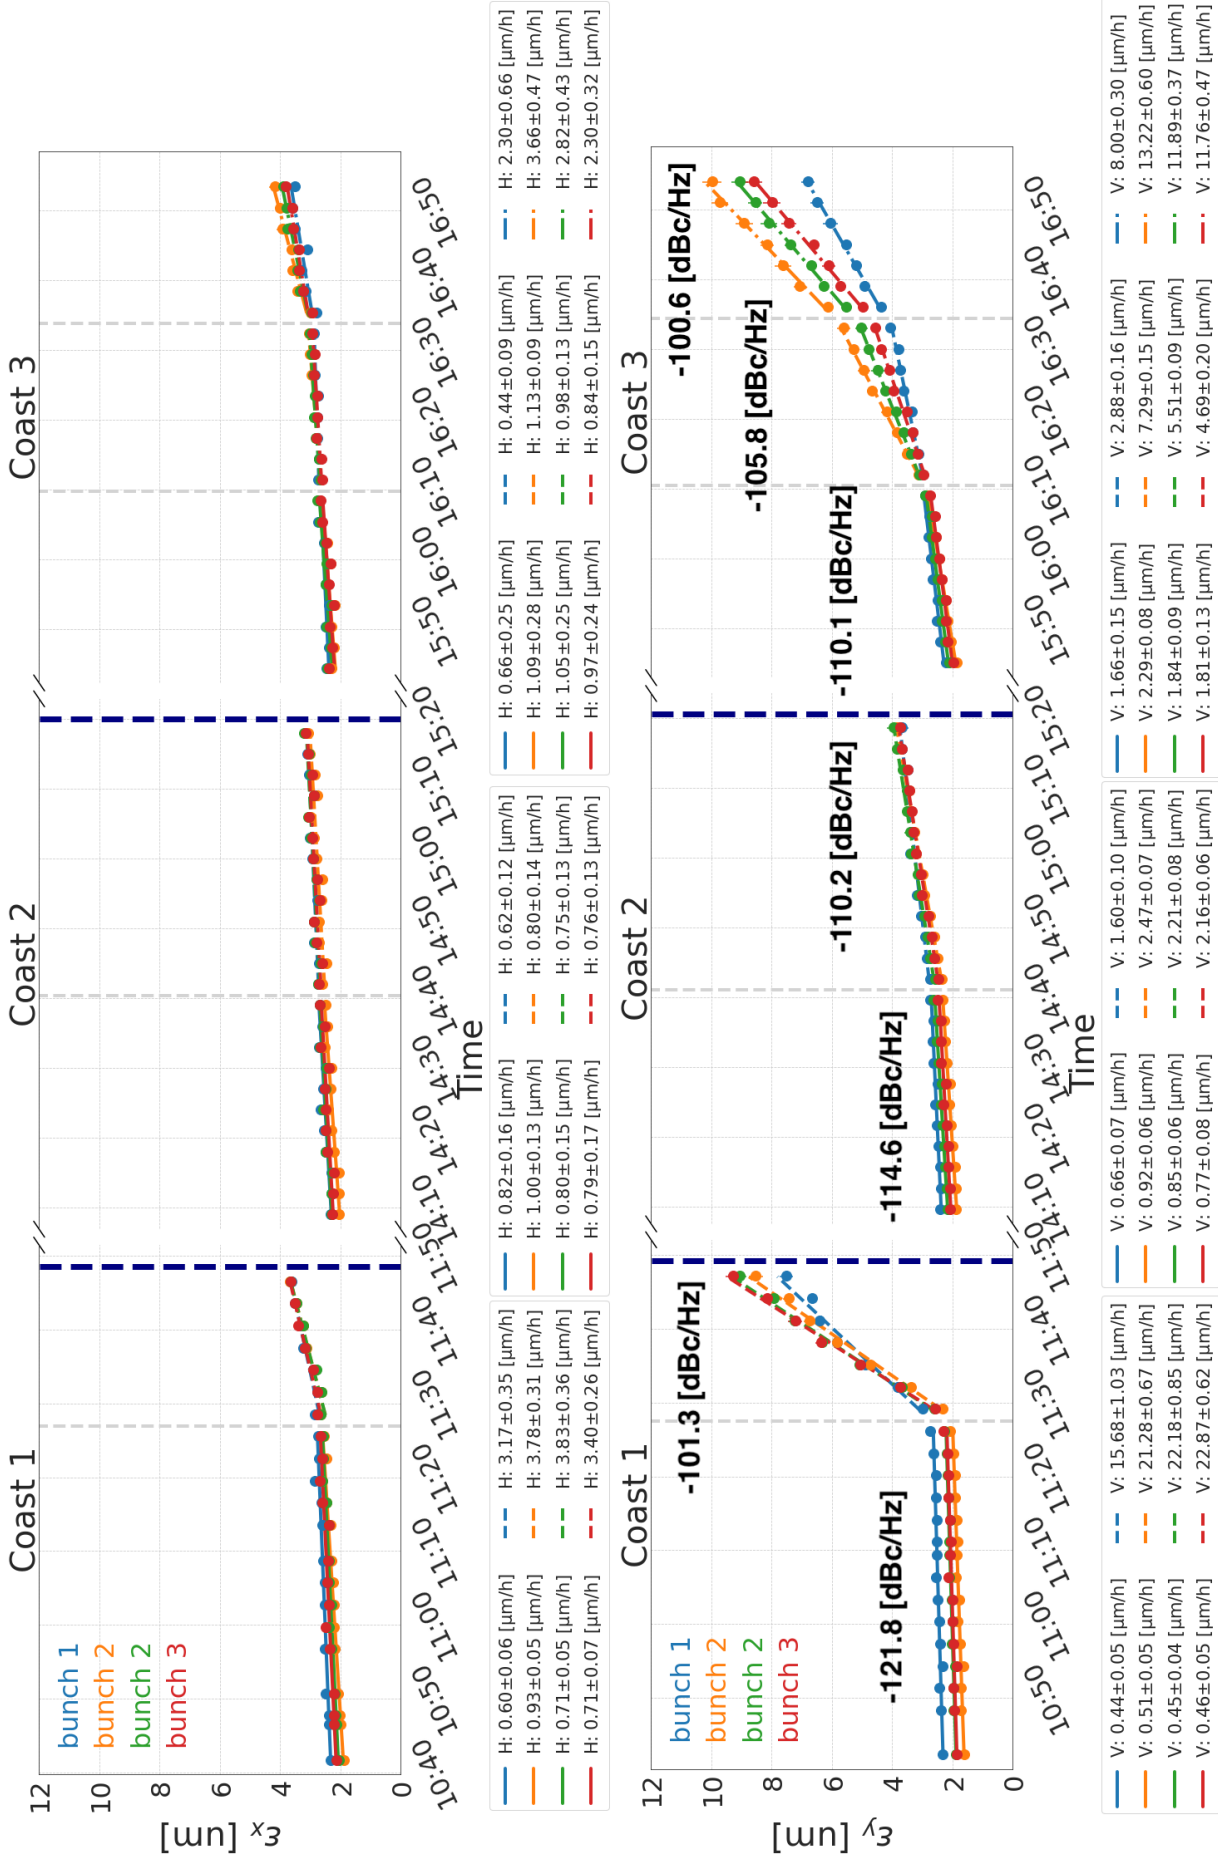 Coast 1
Coast 2
Coast 3
εx [um]
12
10
8
6
4
2
0
bunch 1
bunch 2
bunch 2
bunch 3
10:40
10:50
11:00
11:10
11:20
11:30
11:40
11:50
14:10
14:20
14:30
14:40
14:50
15:00
15:10
15:20
15:50
16:00
16:10
16:20
16:30
16:40
16:50
Time
H: 0.60±0.06 [μm/h]
H: 0.93±0.05 [μm/h]
H: 0.71±0.05 [μm/h]
H: 0.71±0.07 [μm/h]
H: 3.17±0.35 [μm/h]
H: 3.78±0.31 [μm/h]
H: 3.83±0.36 [μm/h]
H: 3.40±0.26 [μm/h]
H: 0.82±0.16 [μm/h]
H: 1.00±0.13 [μm/h]
H: 0.80±0.15 [μm/h]
H: 0.79±0.17 [μm/h]
H: 0.62±0.12 [μm/h]
H: 0.80±0.14 [μm/h]
H: 0.75±0.13 [μm/h]
H: 0.76±0.13 [μm/h]
H: 0.66±0.25 [μm/h]
H: 1.09±0.28 [μm/h]
H: 1.05±0.25 [μm/h]
H: 0.97±0.24 [μm/h]
H: 0.44±0.09 [μm/h]
H: 1.13±0.09 [μm/h]
H: 0.98±0.13 [μm/h]
H: 0.84±0.15 [μm/h]
H: 2.30±0.66 [μm/h]
H: 3.66±0.47 [μm/h]
H: 2.82±0.43 [μm/h]
H: 2.30±0.32 [μm/h]
Coast 1
Coast 2
Coast 3
εy [um]
12
10
8
6
4
2
0
bunch 1
bunch 2
bunch 2
bunch 3
-121.8 [dBc/Hz]
-101.3 [dBc/Hz]
-114.6 [dBc/Hz]
-110.2 [dBc/Hz]
-110.1 [dBc/Hz]
-105.8 [dBc/Hz]
-100.6 [dBc/Hz]
10:50
11:00
11:10
11:20
11:30
11:40
11:50
14:10
14:20
14:30
14:40
14:50
15:00
15:10
15:20
15:50
16:00
16:10
16:20
16:30
16:40
16:50
Time
V: 0.44±0.05 [μm/h]
V: 0.51±0.05 [μm/h]
V: 0.45±0.04 [μm/h]
V: 0.46±0.05 [μm/h]
V: 15.68±1.03 [μm/h]
V: 21.28±0.67 [μm/h]
V: 22.18±0.85 [μm/h]
V: 22.87±0.62 [μm/h]
V: 0.66±0.07 [μm/h]
V: 0.92±0.06 [μm/h]
V: 0.85±0.06 [μm/h]
V: 0.77±0.08 [μm/h]
V: 1.60±0.10 [μm/h]
V: 2.47±0.07 [μm/h]
V: 2.21±0.08 [μm/h]
V: 2.16±0.06 [μm/h]
V: 1.66±0.15 [μm/h]
V: 2.29±0.08 [μm/h]
V: 1.84±0.09 [μm/h]
V: 1.81±0.13 [μm/h]
V: 2.88±0.16 [μm/h]
V: 7.29±0.15 [μm/h]
V: 5.51±0.09 [μm/h]
V: 4.69±0.20 [μm/h]
V: 8.00±0.30 [μm/h]
V: 13.22±0.60 [μm/h]
V: 11.89±0.37 [μm/h]
V: 11.76±0.47 [μm/h]